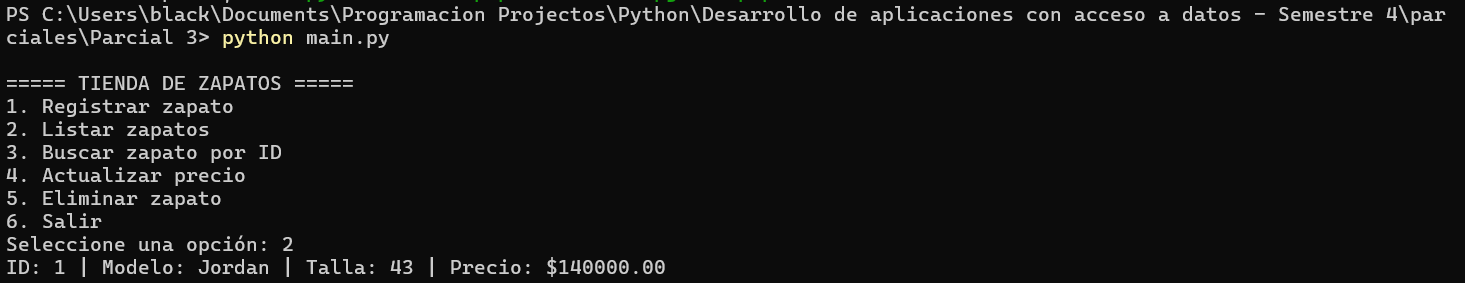 PS C:\Users\black\Documents\Programacion Projectos\Python\Desarrollo de aplicaciones con acceso a datos - Semestre 4\par
ciales\Parcial 3> python main.py
===== TIENDA DE ZAPATOS =====
1. Registrar zapato
2. Listar zapatos
3. Buscar zapato por ID
4. Actualizar precio
5. Eliminar zapato
6. Salir
Seleccione una opción: 2
ID: 1 | Modelo: Jordan | Talla: 43 | Precio: $140000.00